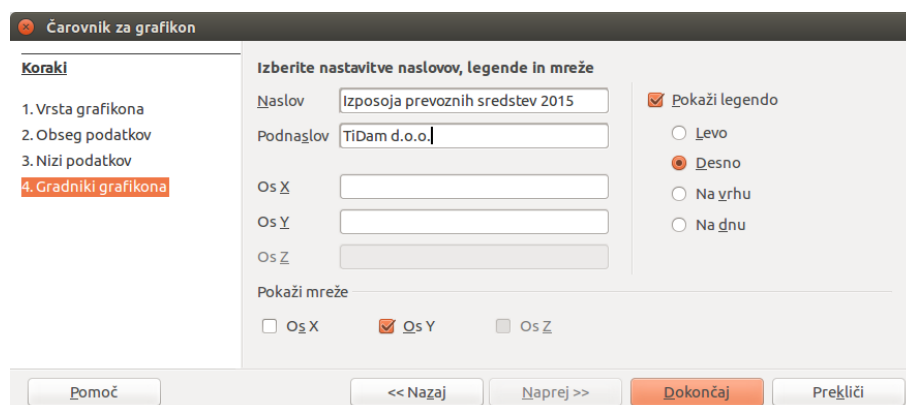 Čarovnik za grafikon
Koraki
1. Vrsta grafikona
2. Obseg podatkov
3. Nizi podatkov
4. Gradniki grafikona
Izberite nastavitve naslovov, legende in mreže
Naslov Izposoja prevoznih sredstev 2015
Podnaslov TiDam d.o.o.
Os X
Os Y
Os Z
Pokaži legendo
Levo
Desno
Na vrhu
Na dnu
Pokaži mreže
Os X Os Y Os Z
Pomoč << Nazaj Naprej >> Dokončaj Prekliči